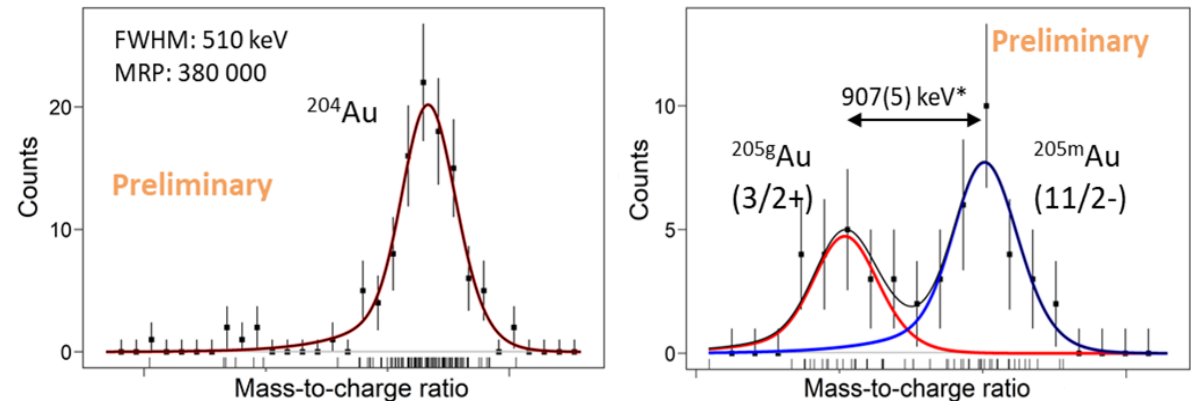 FWHM: 510 keV
MRP: 380 000
²⁰⁴Au
Preliminary
Counts
20
10
0
Mass-to-charge ratio
Preliminary
907(5) keV*
²⁰⁵ᵍAu
(3/2+)
²⁰⁵ᵐAu
(11/2-)
Counts
10
5
0
Mass-to-charge ratio